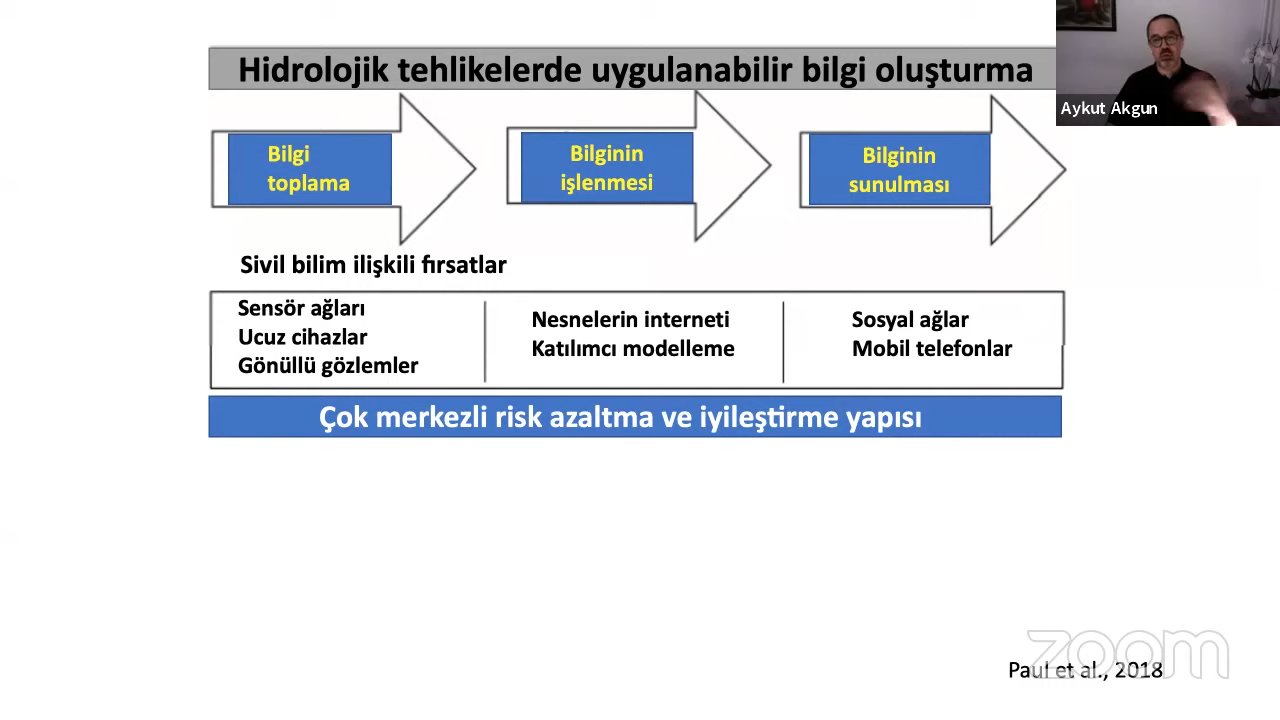 Hidrolojik tehlikelerde uygulanabilir bilgi oluşturma
Aykut Akgun
Bilgi
toplama
Bilginin
işlenmesi
Bilginin
sunulması
Sivil bilim ilişkili fırsatlar
Sensör ağları
Ucuz cihazlar
Gönüllü gözlemler
Nesnelerin interneti
Katılımcı modelleme
Sosyal ağlar
Mobil telefonlar
Çok merkezli risk azaltma ve iyileştirme yapısı
zoom
Paul et al., 2018